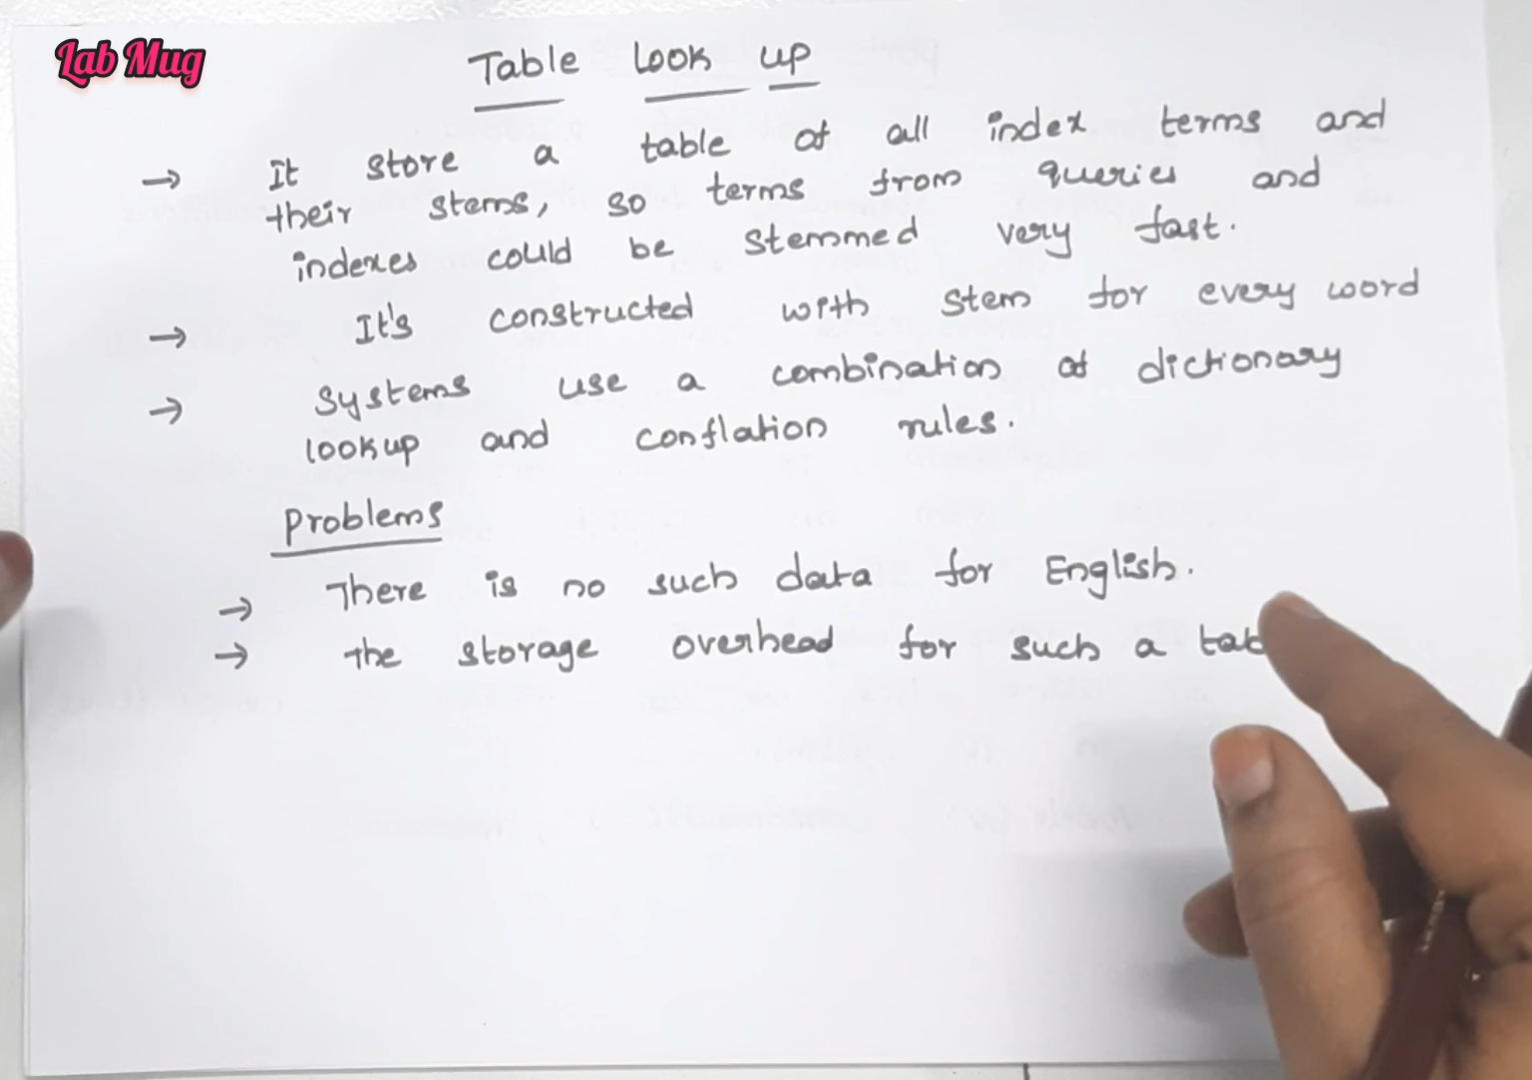 Lab Mug
Table look up
→ It store a table of all index terms and
their stems, so terms from queries and
indexes could be stemmed very fast.
→ It's constructed with stem for every word
→ Systems use a combination of dictionary
lookup and conflation rules.
Problems
→ There is no such data for English.
→ The storage overhead for such a